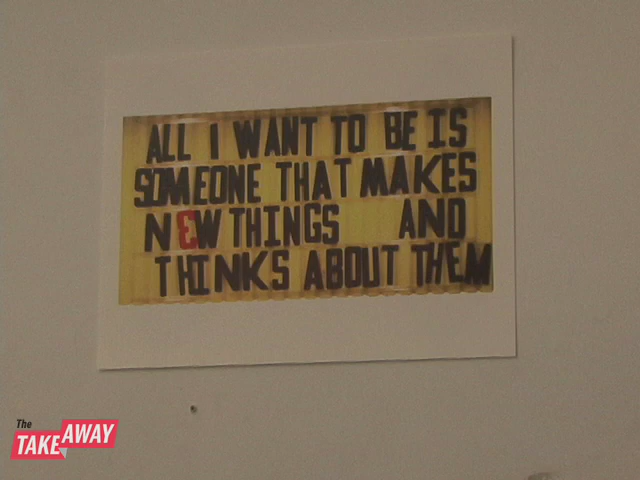 ALL I WANT TO BE IS
SOMEONE THAT MAKES
NEW THINGS AND
THINKS ABOUT THEM
The
TAKEAWAY